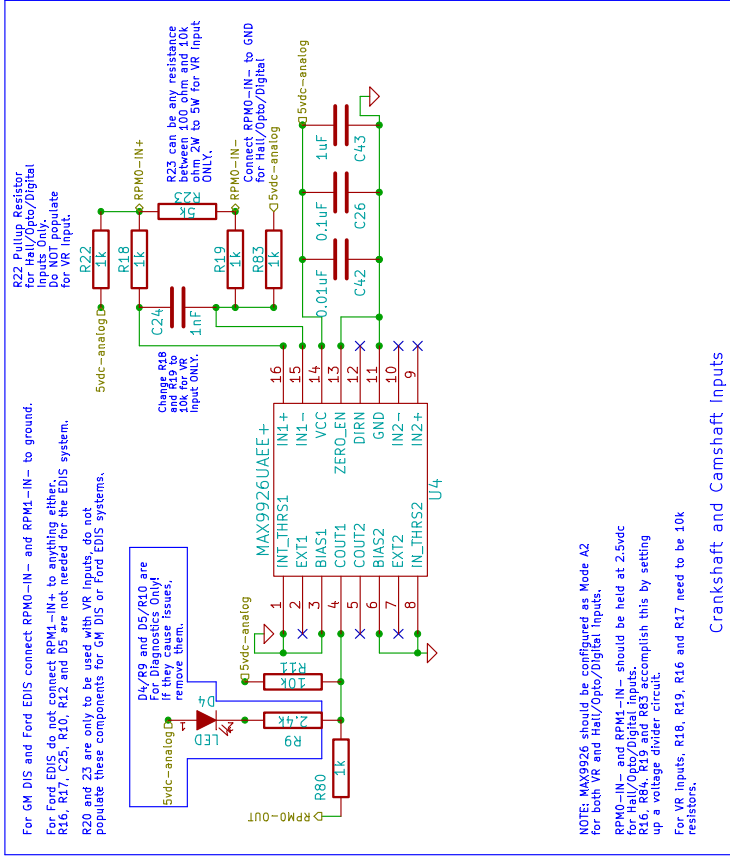 For GM DIS and Ford EDIS connect RPM0-IN- and RPM1-IN- to ground.
For Ford EDIS do not connect RPM1-IN+ to anything either.
R16, R17, C25, R10, R12 and D5 are not needed for the EDIS system.
R20 and 23 are only to be used with VR Inputs, do not
populate these components for GM DIS or Ford EDIS systems.
R22 Pullup Resistor
for Hall/Opto/Digital
Inputs Only.
Do NOT populate
for VR Input.
R23 can be any resistance
between 100 ohm and 10k
ohm 2W to 5W for VR Input
ONLY.
Connect RPM0-IN- to GND
for Hall/Opto/Digital
Change R18
and R19 to
10k for VR
Input ONLY.
D4/R9 and D5/R10 are
For Diagnostics Only!
if they cause issues,
remove them.
5vdc-analog
R22
1k
R18
1k
RPM0-IN+
R23
5k
R19
1k
RPM0-IN-
R83
1k
5vdc-analog
C24
1nF
5vdc-analog
0.01uF
C42
0.1uF
C26
1uF
C43
MAX9926UAEE+
U4
1
INT_THRS1
2
EXT1
3
BIAS1
4
COUT1
5
COUT2
6
BIAS2
7
EXT2
8
IN_THRS2
16
IN1+
15
IN1-
14
VCC
13
ZERO_EN
12
DIRN
11
GND
10
IN2-
9
IN2+
5vdc-analog
R11
10k
5vdc-analog
D4
1
2
LED
R9
2.4k
R80
1k
RPM0-OUT
NOTE: MAX9926 should be configured as Mode A2
for both VR and Hall/Opto/Digital inputs.
RPM0-IN- and RPM1-IN- should be held at 2.5vdc
for Hall/Opto/Digital inputs.
R16, R84, R19 and R83 accomplish this by setting
up a voltage divider circuit.
For VR inputs, R18, R19, R16 and R17 need to be 10k
resistors.
Crankshaft and Camshaft Inputs